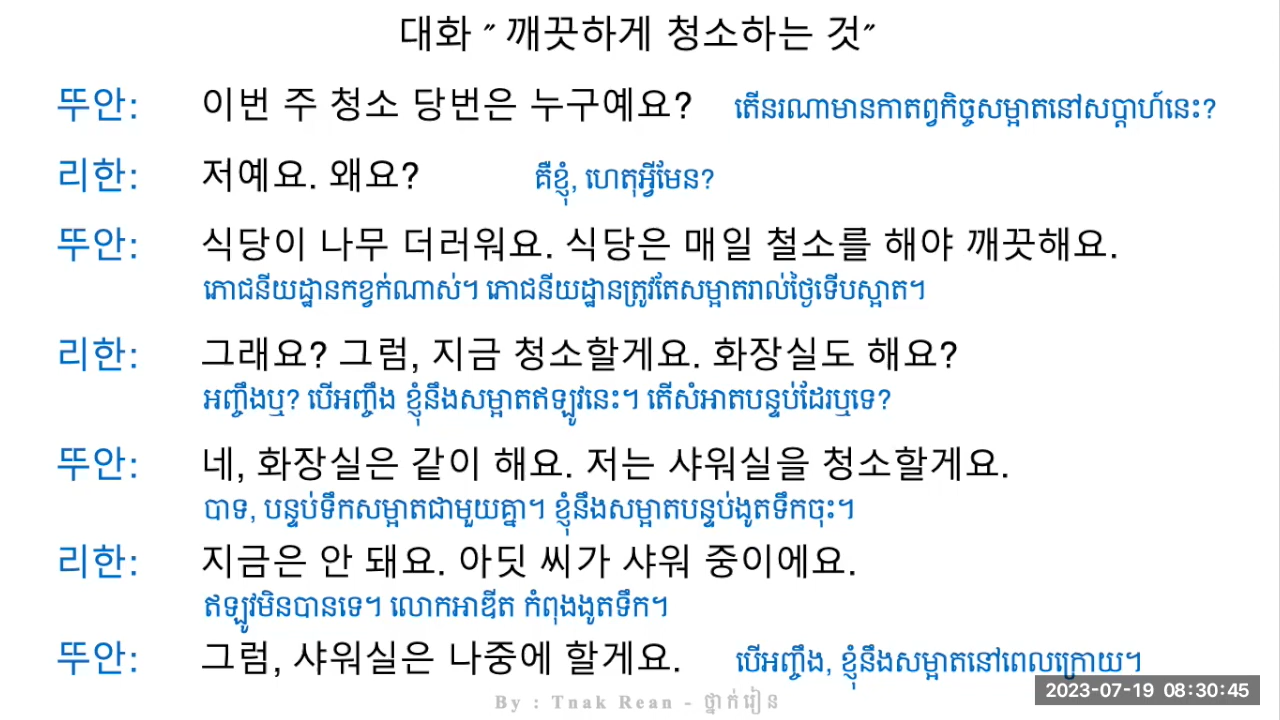 대화 ” 깨끗하게 청소하는 것”
뚜안: 이번 주 청소 당번은 누구예요? តើនរណាមានកាតព្វកិច្ចសម្អាតនៅសប្តាហ៍នេះ?
리한: 저예요. 왜요? គឺខ្ញុំ, ហេតុអ្វីមែន?
뚜안: 식당이 나무 더러워요. 식당은 매일 철소를 해야 깨끗해요.
ភោជនីយដ្ឋានកខ្វក់ណាស់។ ភោជនីយដ្ឋានត្រូវតែសម្អាតរាល់ថ្ងៃទើបស្អាត។
리한: 그래요? 그럼, 지금 청소할게요. 화장실도 해요?
អញ្ចឹងឬ? បើអញ្ចឹង ខ្ញុំនឹងសម្អាតឥឡូវនេះ។ តើសំអាតបន្ទប់ដែរឬទេ?
뚜안: 네, 화장실은 같이 해요. 저는 샤워실을 청소할게요.
បាទ, បន្ទប់ទឹកសម្អាតជាមួយគ្នា។ ខ្ញុំនឹងសម្អាតបន្ទប់ងូតទឹកចុះ។
리한: 지금은 안 돼요. 아딧 씨가 샤워 중이에요.
ឥឡូវមិនបានទេ។ លោកអាឌីត កំពុងងូតទឹក។
뚜안: 그럼, 샤워실은 나중에 할게요. បើអញ្ចឹង, ខ្ញុំនឹងសម្អាតនៅពេលក្រោយ។
By : Tnak Rean - ថ្នាក់រៀន
2023-07-19 08:30:45